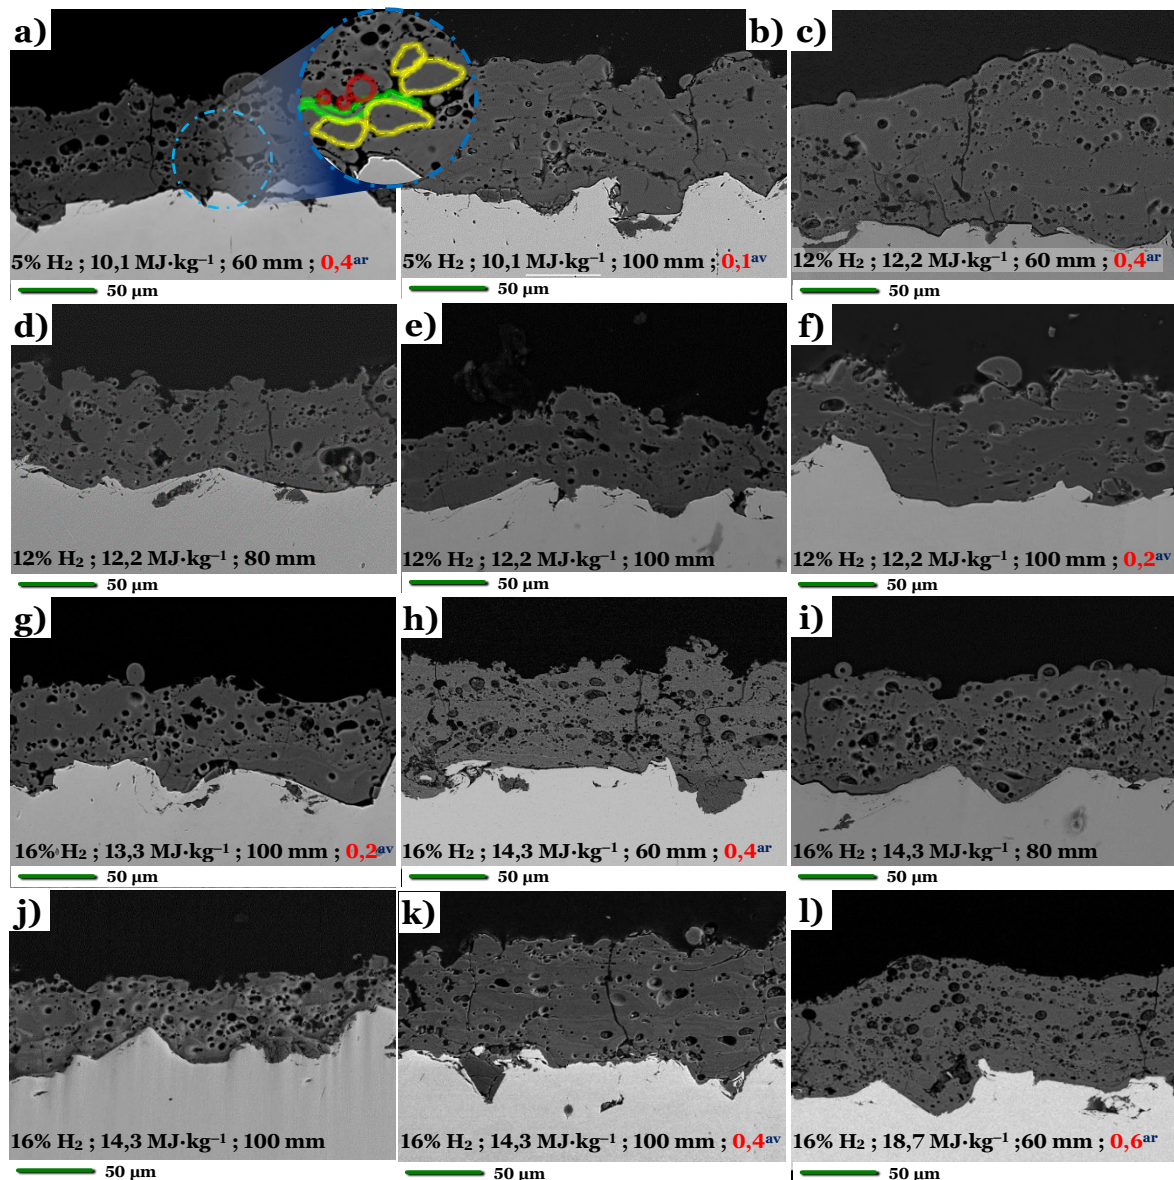 a)
b)
c)
5% H₂ ; 10,1 MJ·kg⁻¹ ; 60 mm ; 0,4ᵃʳ
5% H₂ ; 10,1 MJ·kg⁻¹ ; 100 mm ; 0,1ᵃᵛ
12% H₂ ; 12,2 MJ·kg⁻¹ ; 60 mm ; 0,4ᵃʳ
50 µm
50 µm
50 µm
d)
e)
f)
12% H₂ ; 12,2 MJ·kg⁻¹ ; 80 mm
12% H₂ ; 12,2 MJ·kg⁻¹ ; 100 mm
12% H₂ ; 12,2 MJ·kg⁻¹ ; 100 mm ; 0,2ᵃᵛ
50 µm
50 µm
50 µm
g)
h)
i)
16% H₂ ; 13,3 MJ·kg⁻¹ ; 100 mm ; 0,2ᵃᵛ
16% H₂ ; 14,3 MJ·kg⁻¹ ; 60 mm ; 0,4ᵃʳ
16% H₂ ; 14,3 MJ·kg⁻¹ ; 80 mm
50 µm
50 µm
50 µm
j)
k)
l)
16% H₂ ; 14,3 MJ·kg⁻¹ ; 100 mm
16% H₂ ; 14,3 MJ·kg⁻¹ ; 100 mm ; 0,4ᵃᵛ
16% H₂ ; 18,7 MJ·kg⁻¹ ;60 mm ; 0,6ᵃʳ
50 µm
50 µm
50 µm